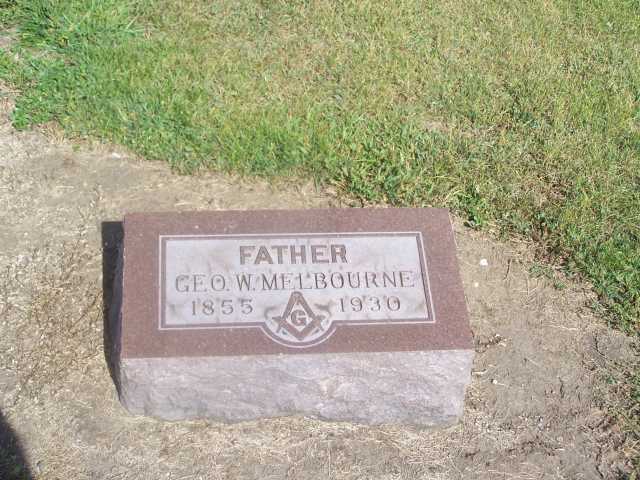 FATHER
GEO. W. MELBOURNE
1855 G 1930